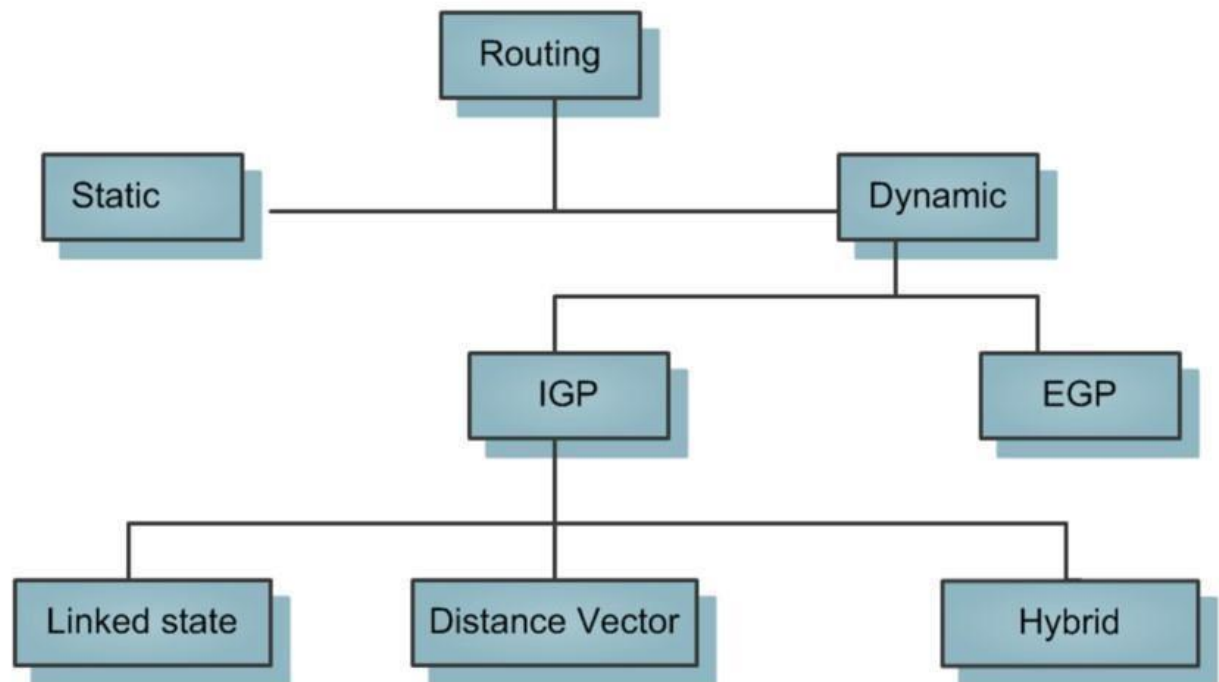 Routing
Static
Dynamic
IGP
EGP
Linked state
Distance Vector
Hybrid